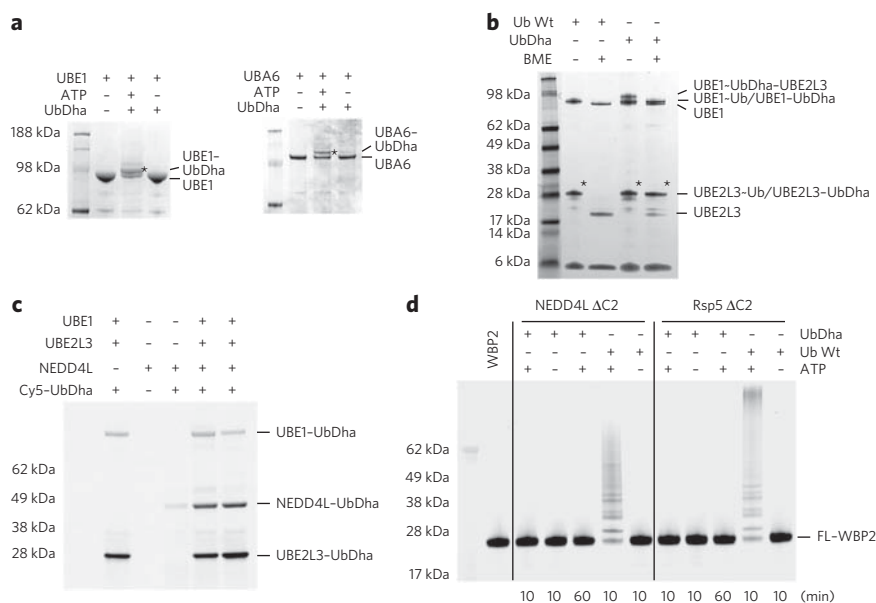 a
UBE1 + + +
ATP – + –
UbDha – + +
188 kDa
98 kDa
62 kDa
*
UBE1–
UbDha
UBE1
UBA6 + + +
ATP – + –
UbDha – + +
*
UBA6–
UbDha
UBA6
b
Ub Wt + + – –
UbDha – – + +
BME – + – +
98 kDa
62 kDa
49 kDa
38 kDa
28 kDa
17 kDa
14 kDa
6 kDa
* * *
UBE1~UbDha–UBE2L3
UBE1~Ub/UBE1–UbDha
UBE1
UBE2L3~Ub/UBE2L3–UbDha
UBE2L3
c
UBE1 + – – + +
UBE2L3 + – – + +
NEDD4L – + + + +
Cy5–UbDha + – + + +
62 kDa
49 kDa
38 kDa
28 kDa
UBE1–UbDha
NEDD4L–UbDha
UBE2L3–UbDha
d
WBP2
NEDD4L ΔC2
Rsp5 ΔC2
+ + + – – + + + – – UbDha
– – – + + – – – + + Ub Wt
+ – + + – + – + + – ATP
62 kDa
49 kDa
38 kDa
28 kDa
17 kDa
FL–WBP2
10 10 60 10 10 10 10 60 10 10 (min)